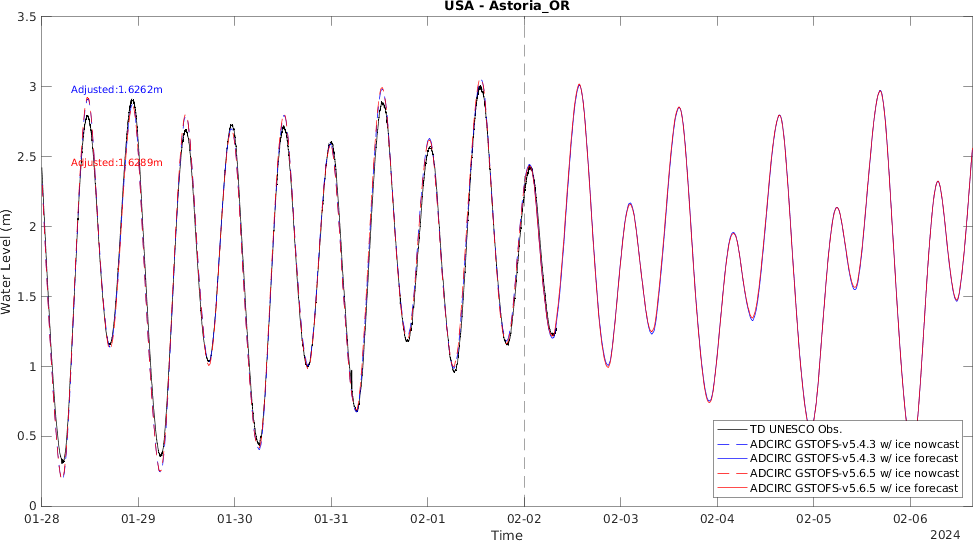 USA - Astoria_OR
3.5
3
2.5
2
1.5
1
0.5
0
Water Level (m)
Adjusted:1.6262m
Adjusted:1.6289m
TD UNESCO Obs.
ADCIRC GSTOFS-v5.4.3 w/ ice nowcast
ADCIRC GSTOFS-v5.4.3 w/ ice forecast
ADCIRC GSTOFS-v5.6.5 w/ ice nowcast
ADCIRC GSTOFS-v5.6.5 w/ ice forecast
01-28 01-29 01-30 01-31 02-01 02-02 02-03 02-04 02-05 02-06
Time
2024